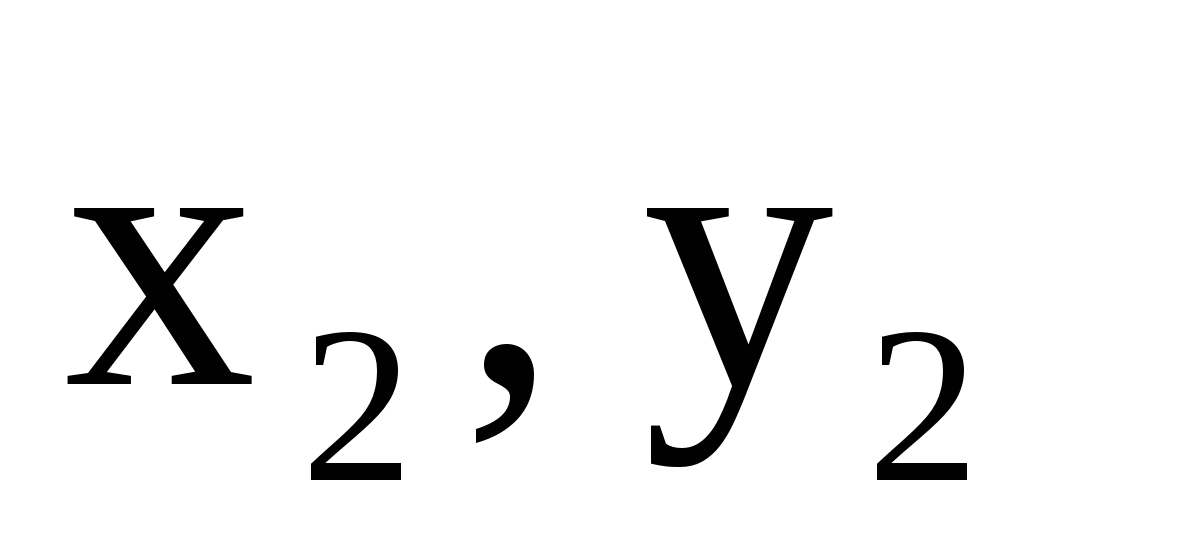 x₂, y₂